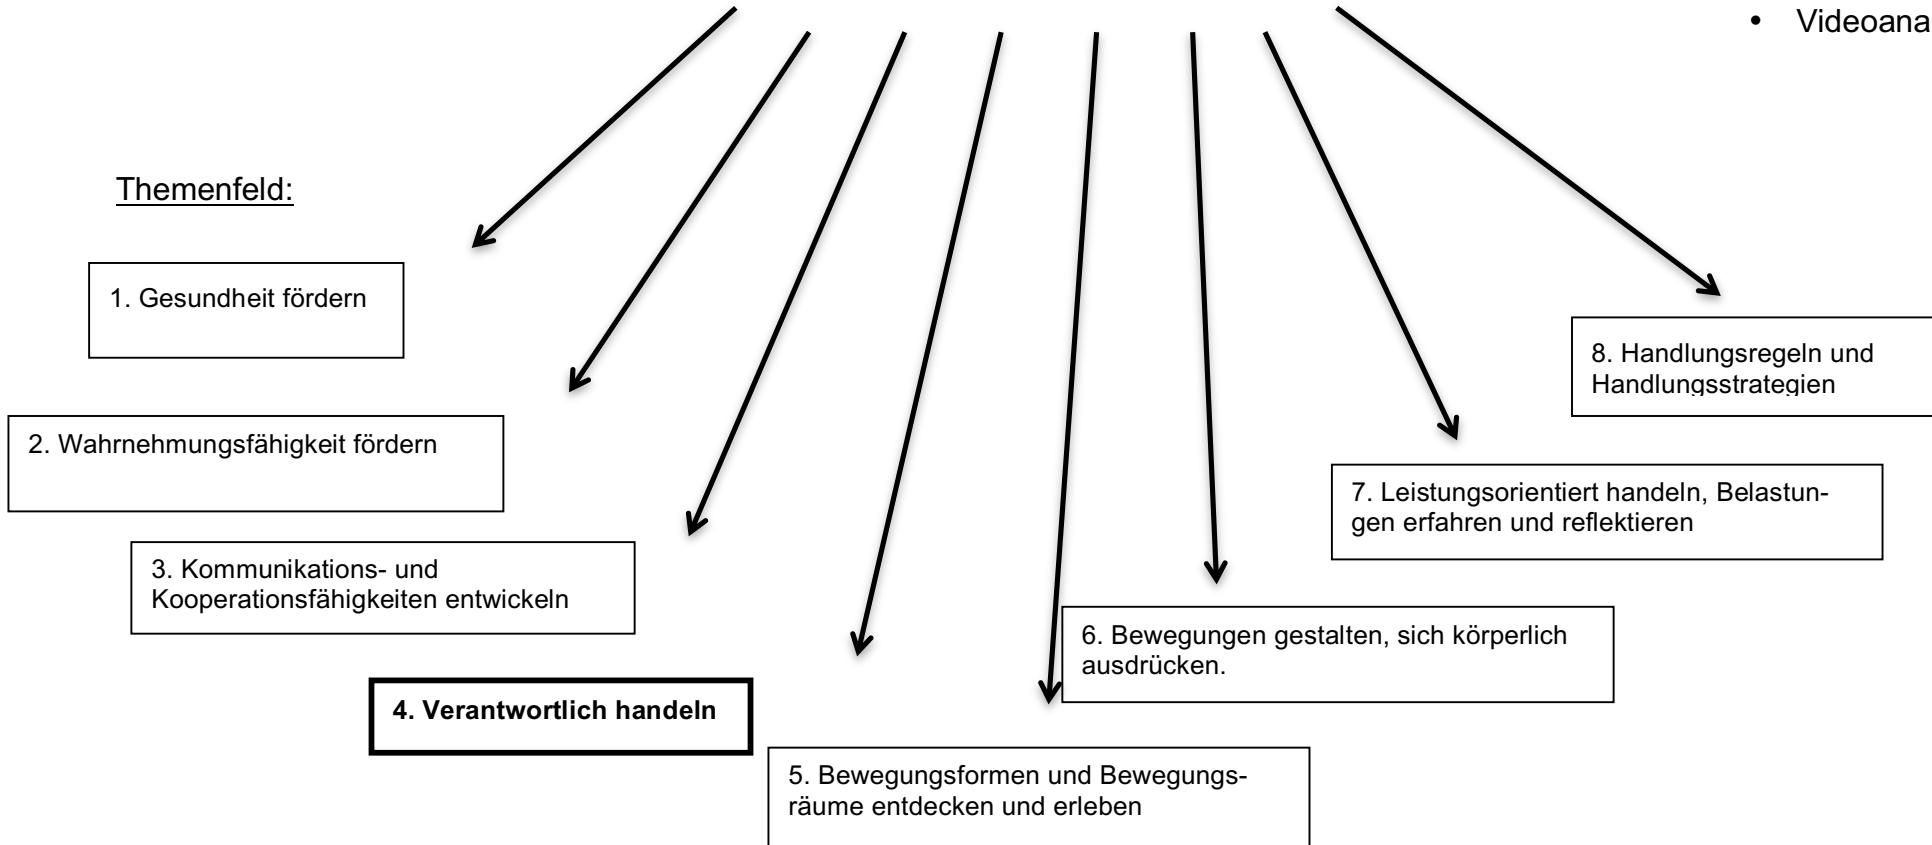 • Videoana
Themenfeld:
1. Gesundheit fördern
2. Wahrnehmungsfähigkeit fördern
3. Kommunikations- und
Kooperationsfähigkeiten entwickeln
4. Verantwortlich handeln
5. Bewegungsformen und Bewegungs-
räume entdecken und erleben
6. Bewegungen gestalten, sich körperlich
ausdrücken.
7. Leistungsorientiert handeln, Belastun-
gen erfahren und reflektieren
8. Handlungsregeln und
Handlungsstrategien